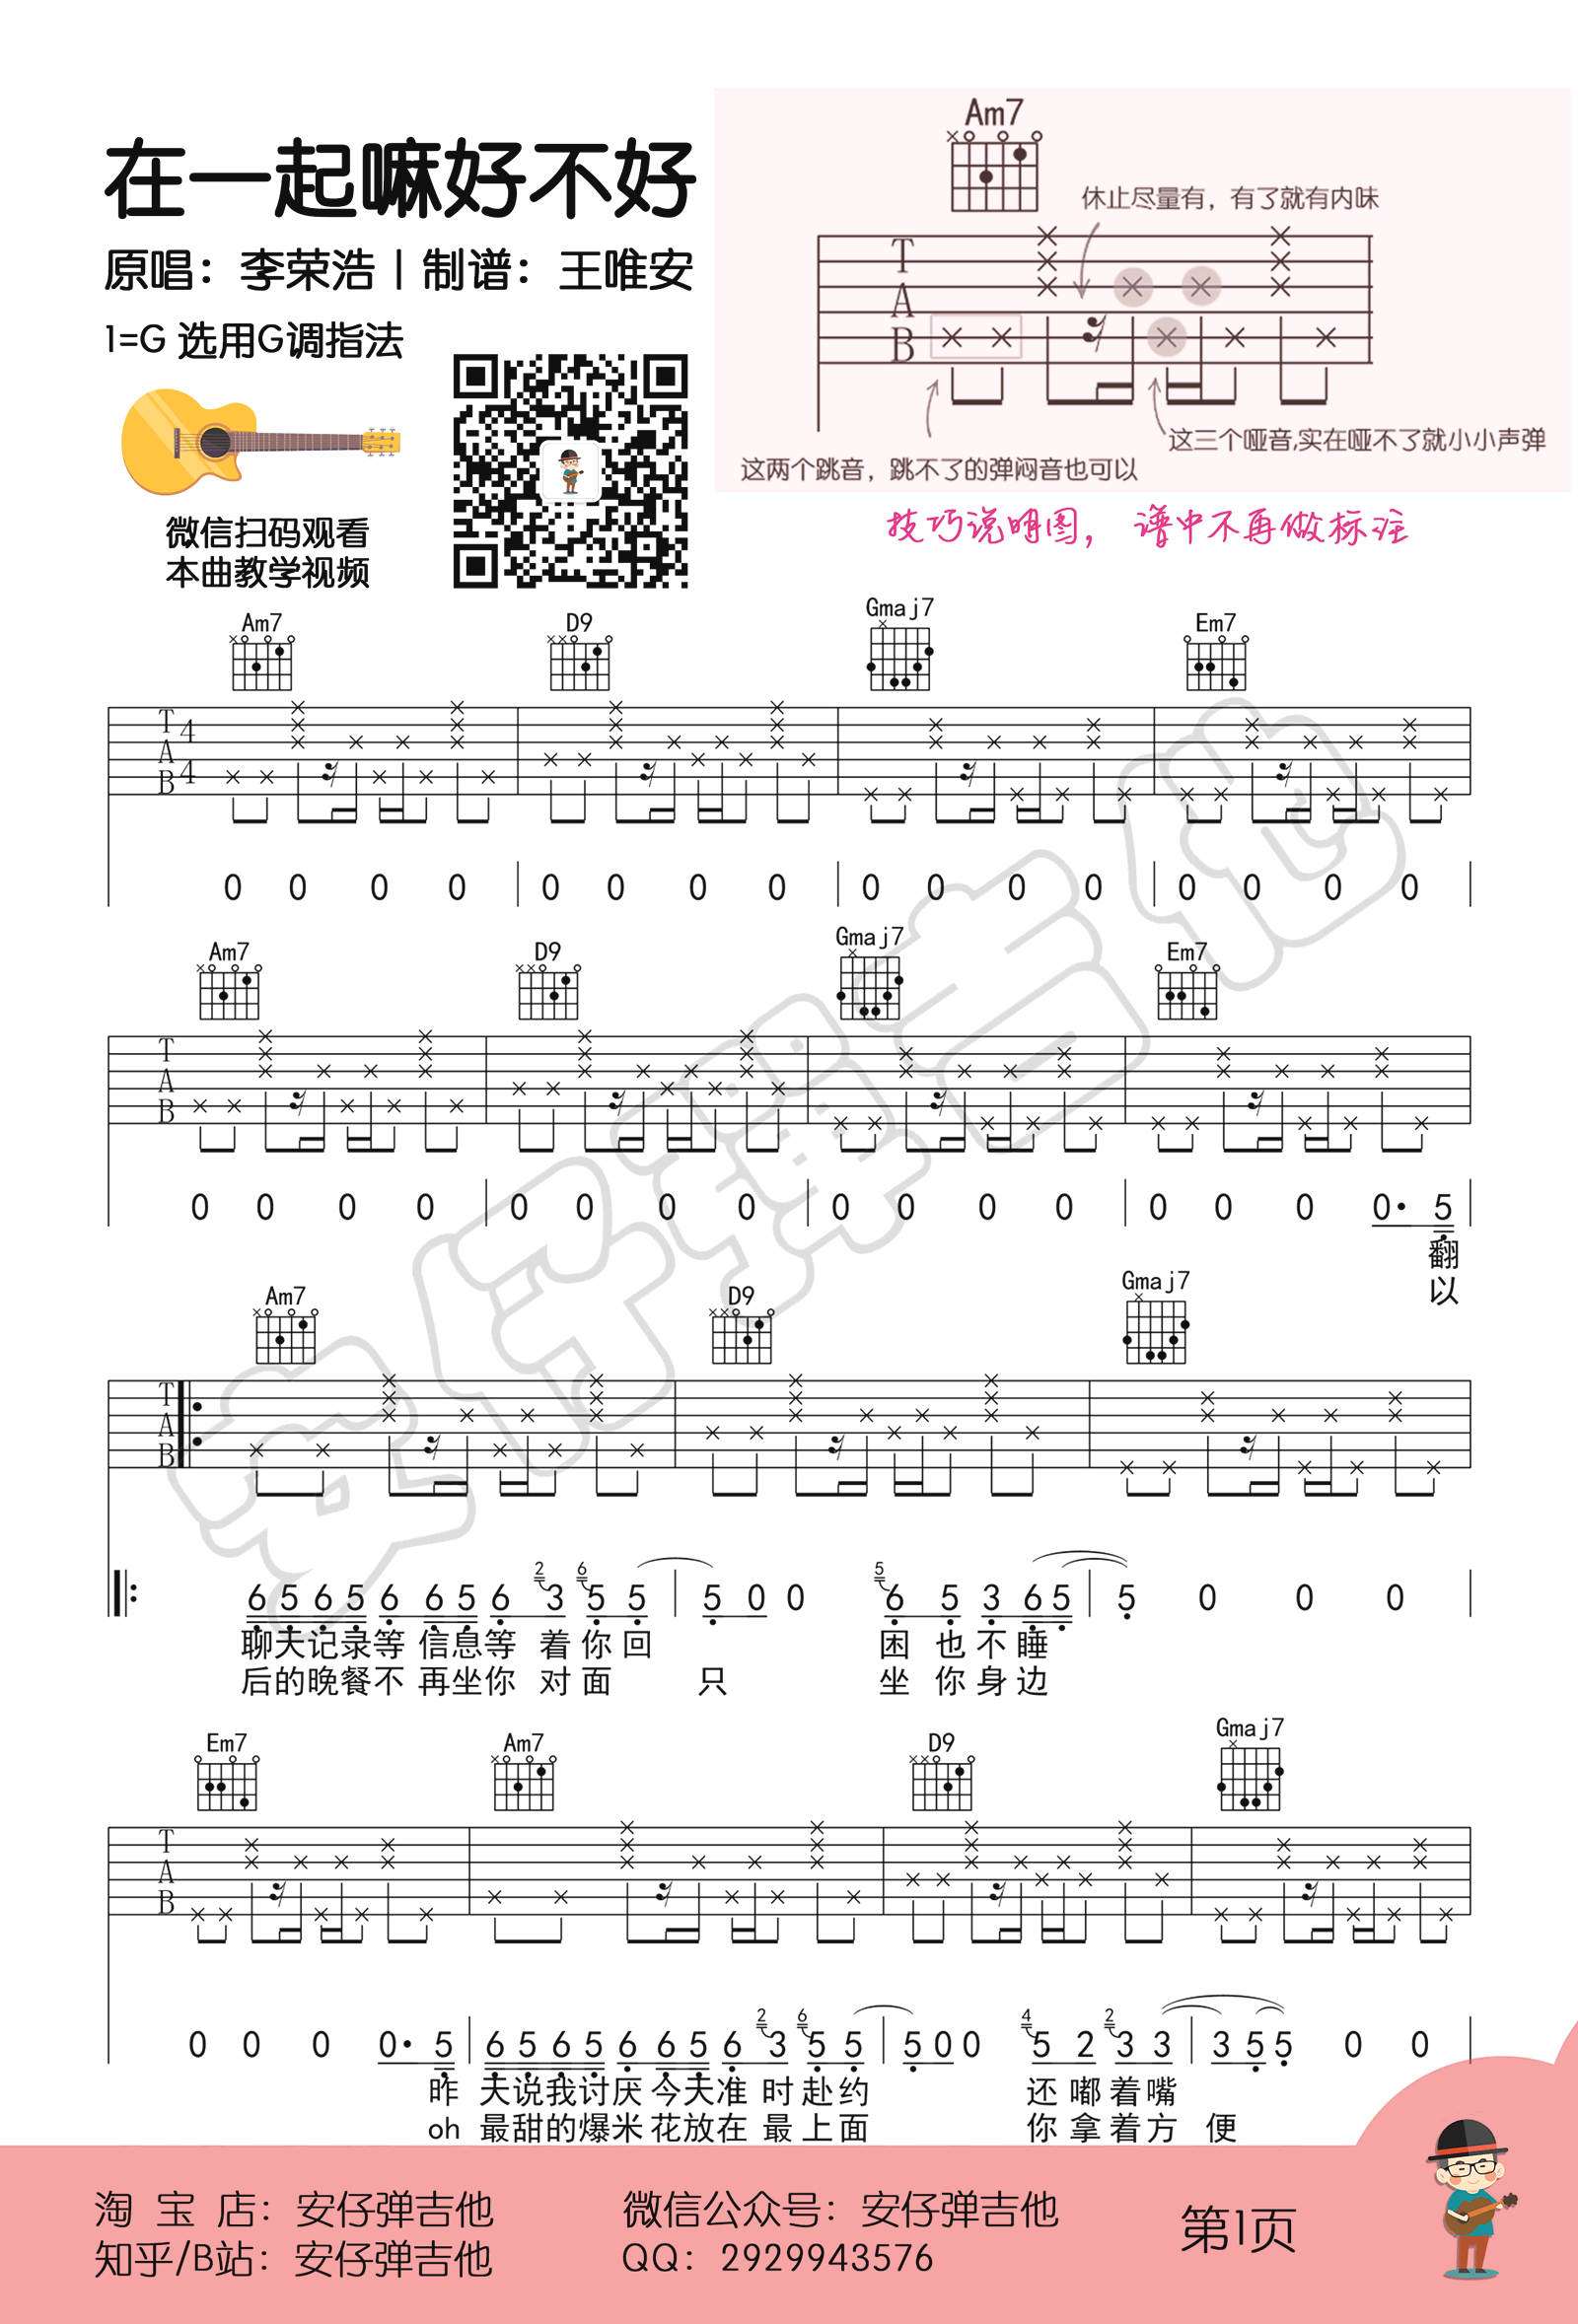 在一起嘛好不好
原唱：李荣浩 | 制谱：王唯安
1=G 选用G调指法
微信扫码观看
本曲教学视频
Am7
休止尽量有，有了就有内味
T
A
B
这三个哑音,实在哑不了就小小声弹
这两个跳音，跳不了的弹闷音也可以
技巧说明图， 谱中不再做标注
Am7 D9 Gmaj7 Em7
T 4
A
B 4
0 0 0 0 0 0 0 0 0 0 0 0 0 0 0 0
Am7 D9 Gmaj7 Em7
T
A
B
0 0 0 0 0 0 0 0 0 0 0 0 0 0 0 0· 5
翻
以
Am7 D9 Gmaj7
T
A
B
6 5 6 5 6 6 5 6 2 3 6 5 5 5 0 0 5 6 5 3 6 5 5 0 0 0
聊天记录等 信息等 着 你 回 困 也 不 睡
后的晚餐不 再坐你 对 面 只 坐 你 身 边
Em7 Am7 D9 Gmaj7
T
A
B
0 0 0 0· 5 6 5 6 5 6 6 5 6 2 3 6 5 5 5 0 0 4 5 2 2 3 3 3 5 5 0 0
昨 天说我讨厌 今天准 时 赴 约 还 嘟 着 嘴
oh 最甜的爆米 花放在 最 上 面 你 拿 着 方 便
安仔弹吉他
淘 宝 店：安仔弹吉他 微信公众号：安仔弹吉他
知乎/B站：安仔弹吉他 QQ：2929943576
第1页